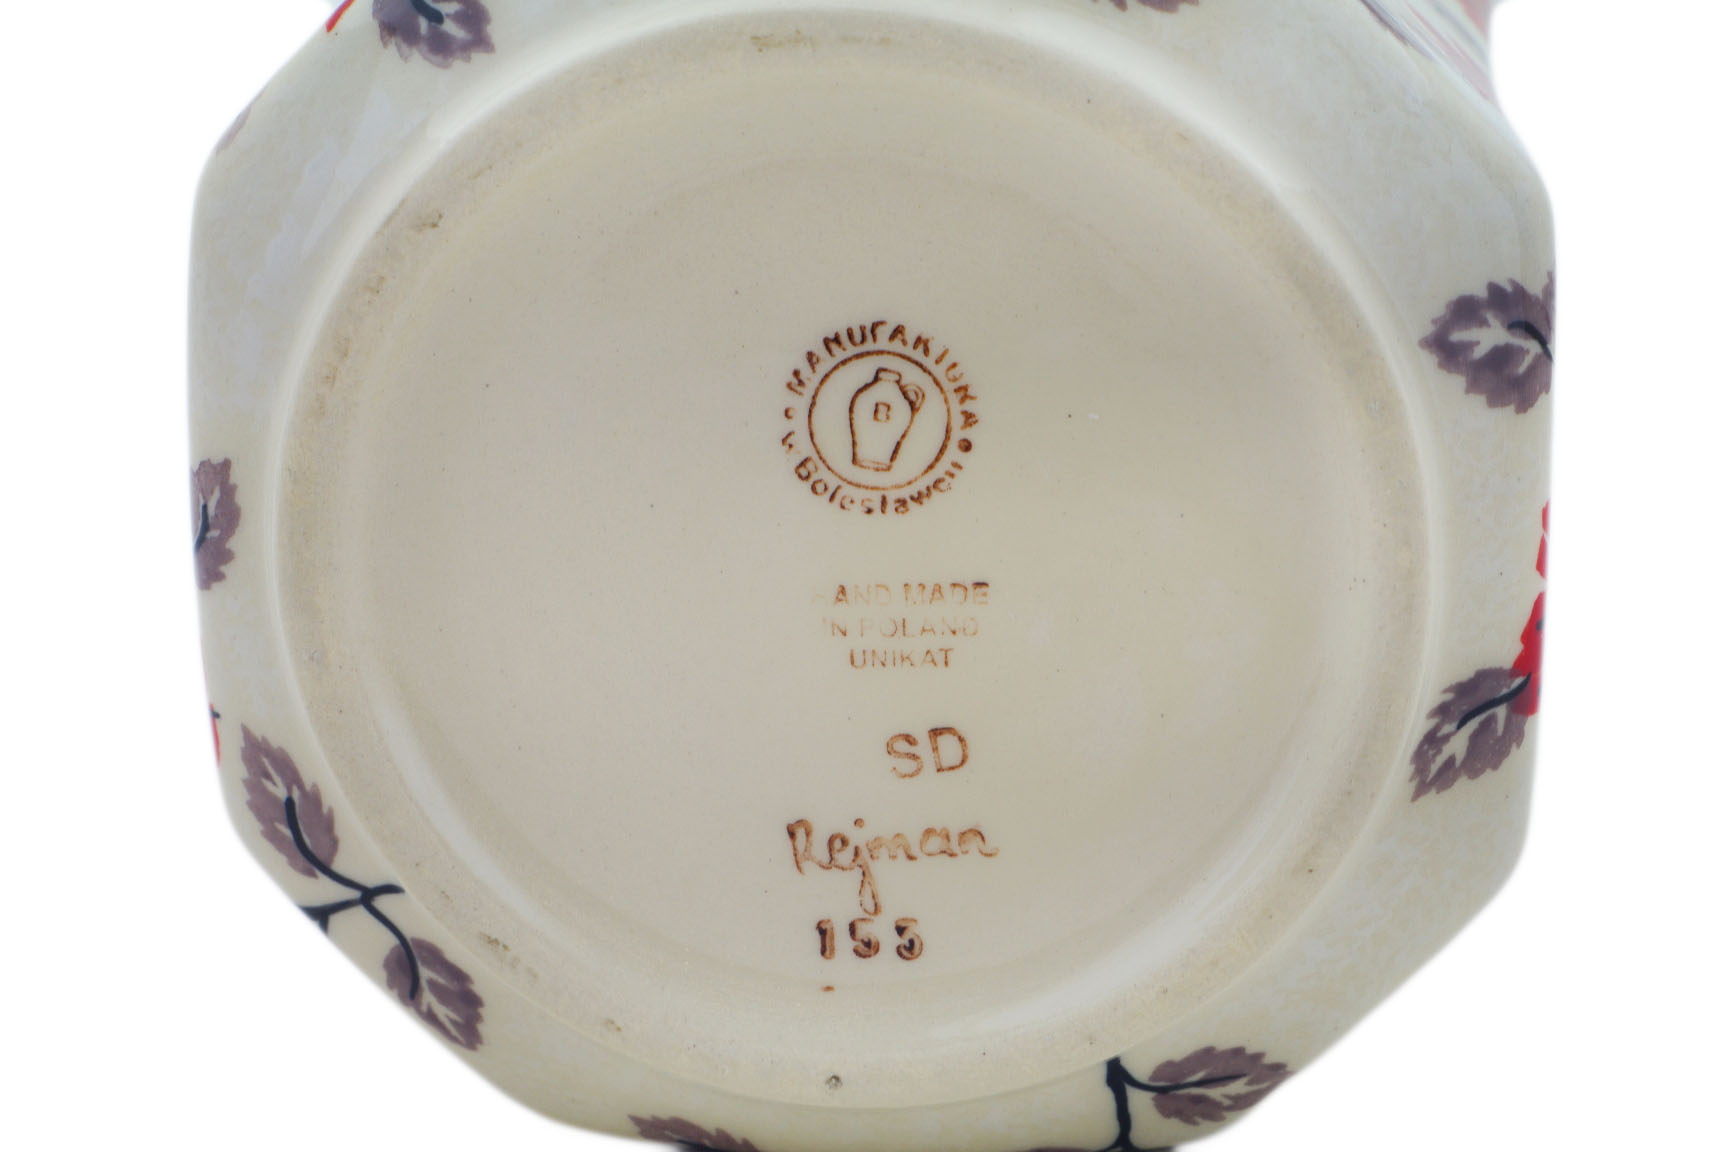 MANUFAKTURA
w Bolesławcu
B
HAND MADE
IN POLAND
UNIKAT
SD
Rejman
153